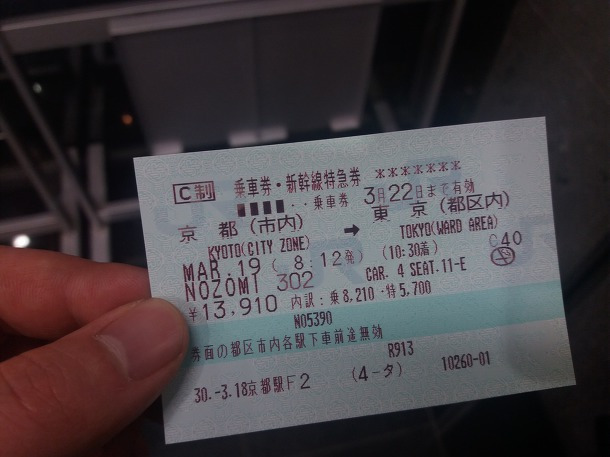 C制 乗車券・新幹線特急券 *******
■■■■・・乗車券 3月22日まで有効
京都(市内) → 東京(都区内)
KYOTO(CITY ZONE) TOKYO(WARD AREA)
MAR.19( 8:12発) (10:30着) C40
NOZOMI 302 CAR. 4 SEAT.11-E
¥13,910 内訳:乗8,210・特5,700
N05390
券面の都区市内各駅下車前途無効
R913
30.-3.18京都駅F2 (4-タ) 10260-01